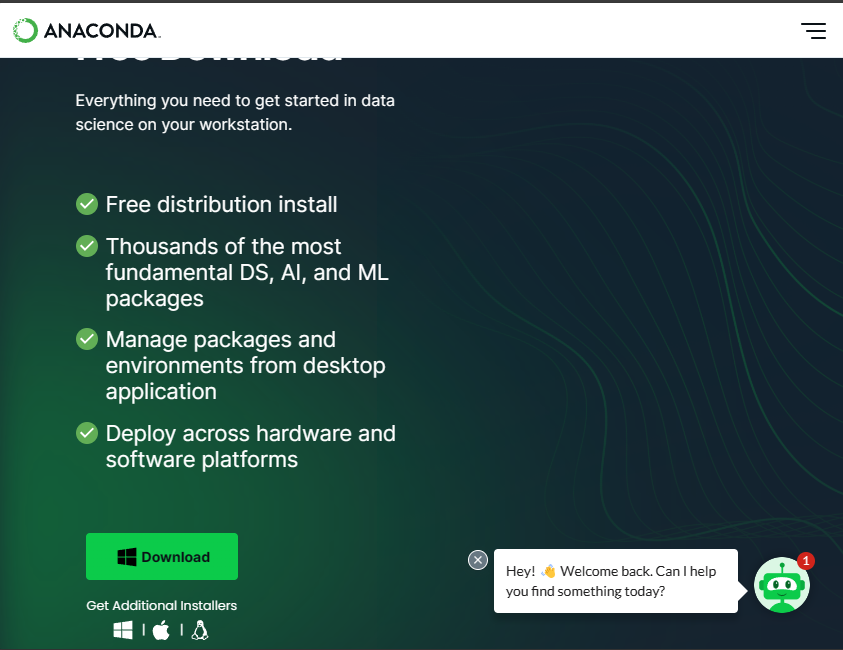 ANACONDA.
Free Download
Everything you need to get started in data
science on your workstation.
Free distribution install
Thousands of the most
fundamental DS, AI, and ML
packages
Manage packages and
environments from desktop
application
Deploy across hardware and
software platforms
Download
Hey! 👋 Welcome back. Can I help
you find something today?
1
Get Additional Installers
| |